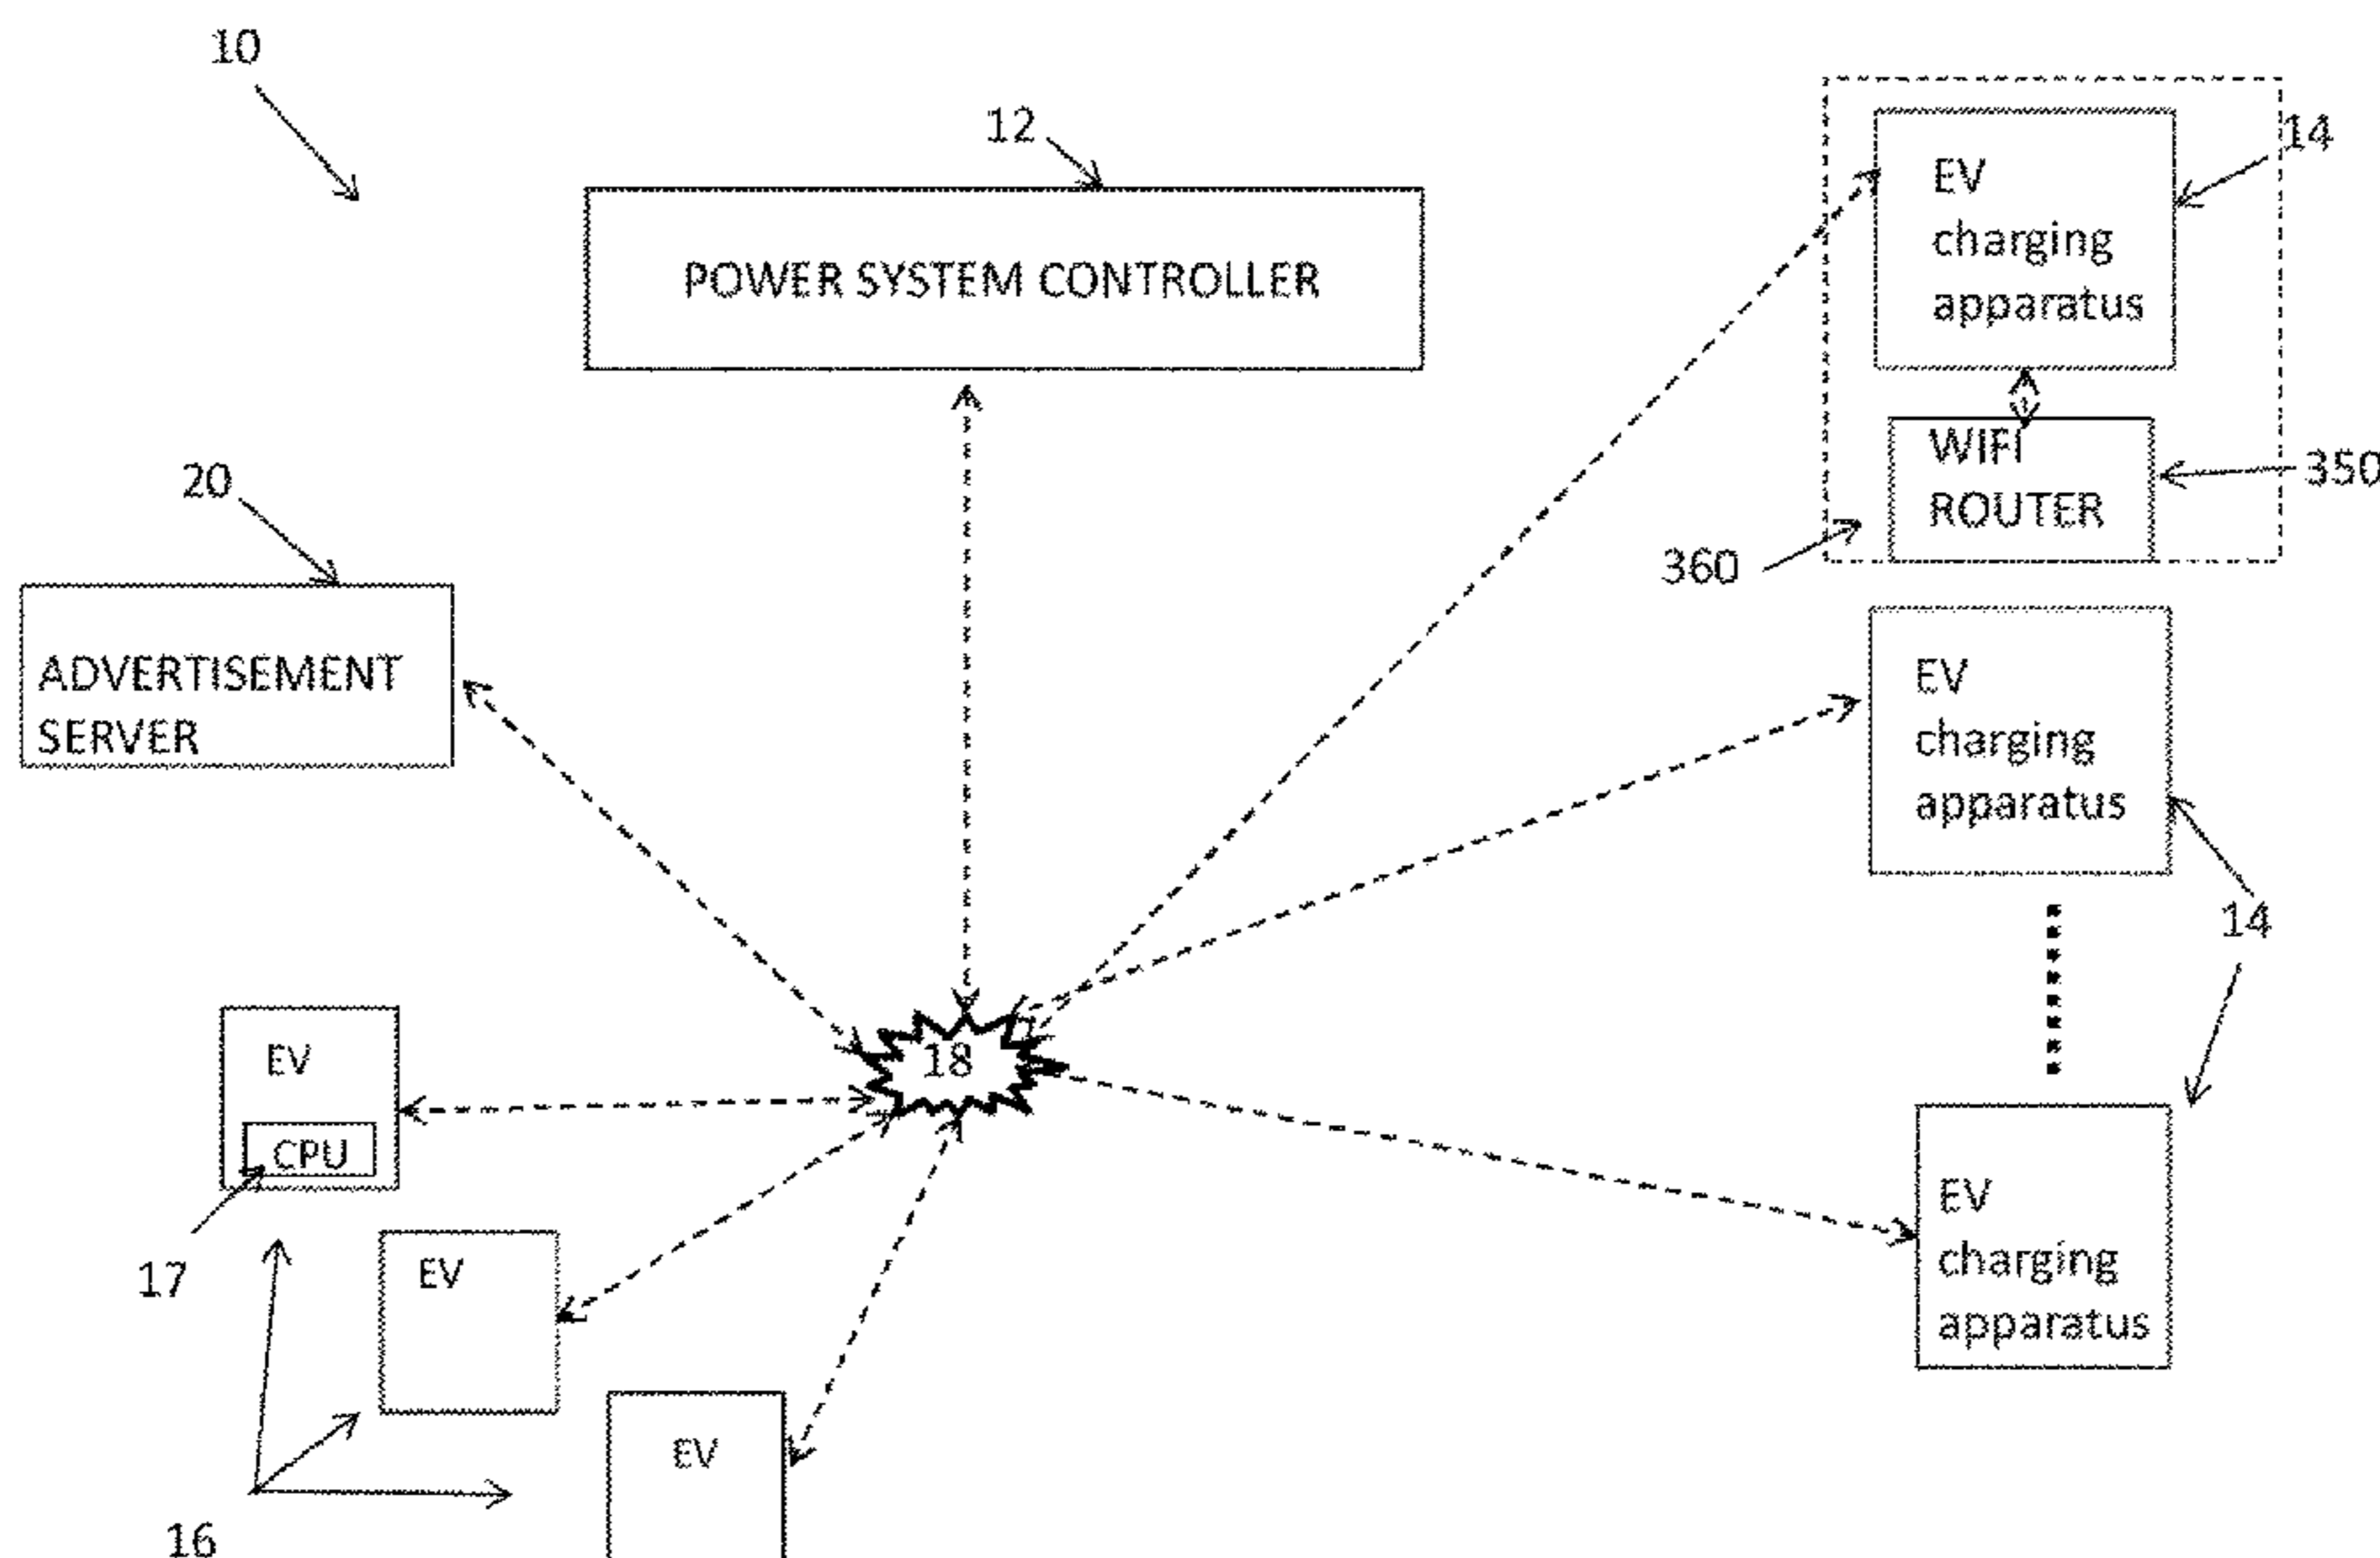 10
12
POWER SYSTEM CONTROLLER
14
EV
charging
apparatus
WIFI
ROUTER
350
360
20
ADVERTISEMENT
SERVER
EV
charging
apparatus
14
18
EV
CPU
17
EV
EV
16
EV
charging
apparatus